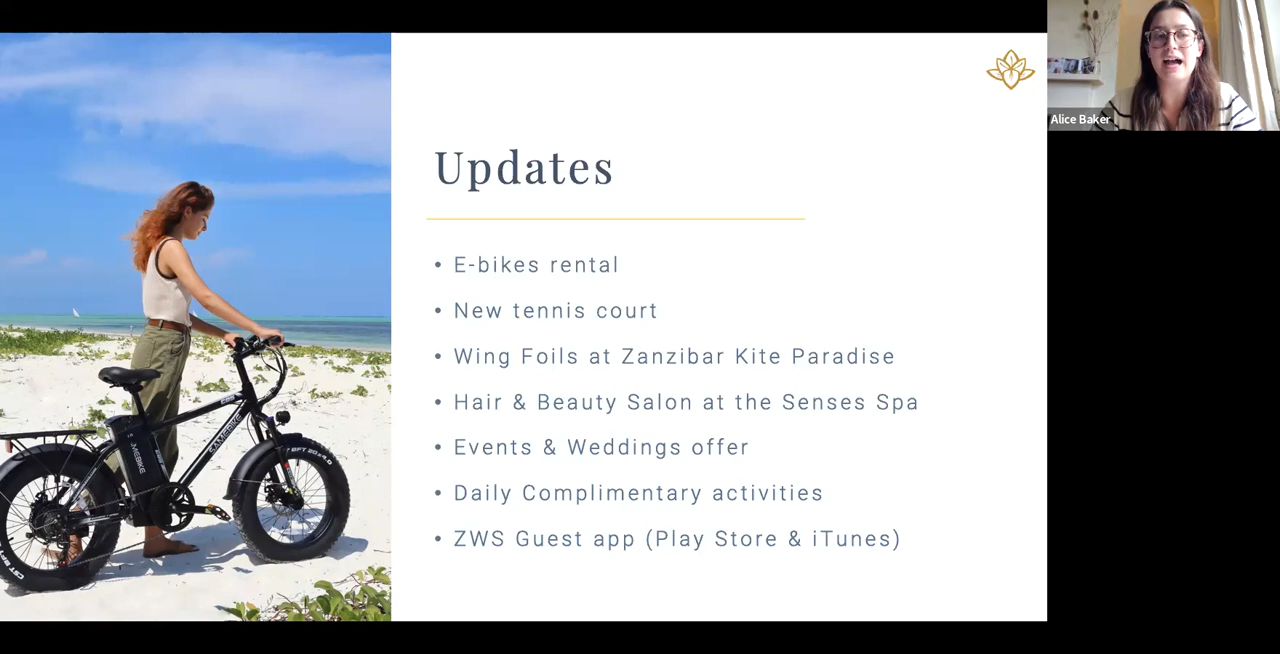 Updates
• E-bikes rental
• New tennis court
• Wing Foils at Zanzibar Kite Paradise
• Hair & Beauty Salon at the Senses Spa
• Events & Weddings offer
• Daily Complimentary activities
• ZWS Guest app (Play Store & iTunes)
Alice Baker
SAMEBIKE